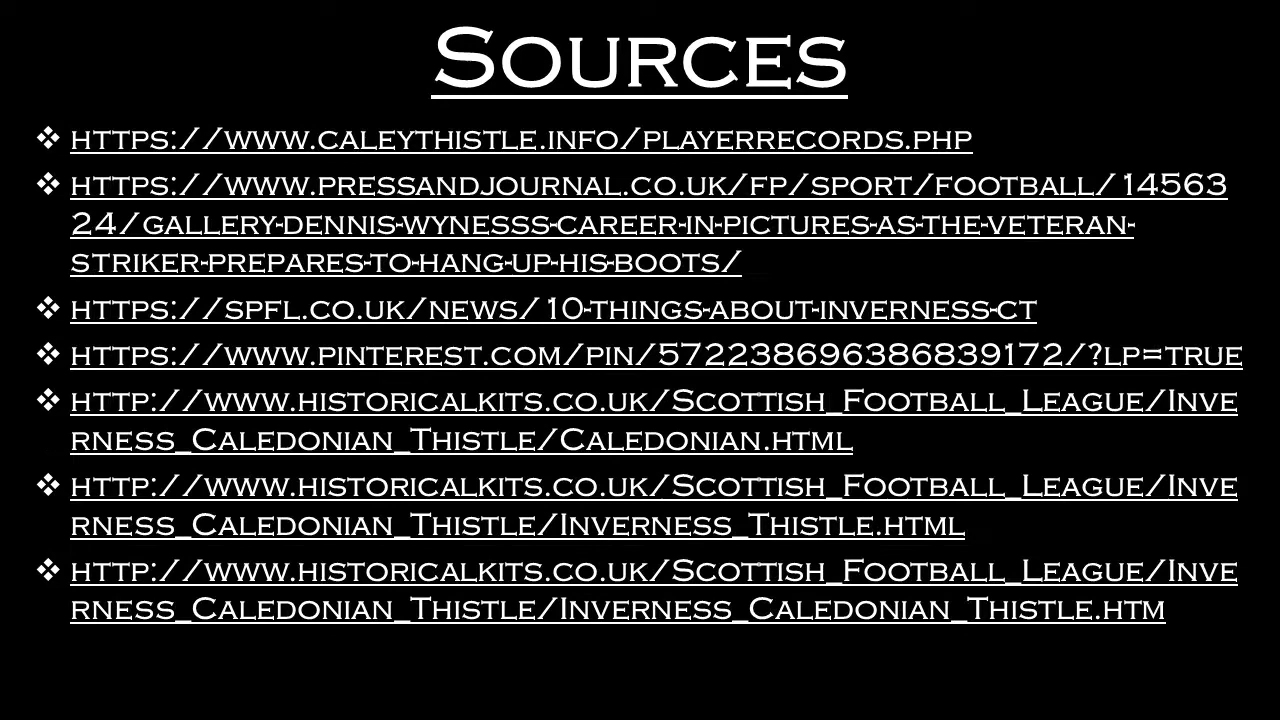 Sources
❖ https://www.caleythistle.info/playerrecords.php
❖ https://www.pressandjournal.co.uk/fp/sport/football/14563
24/gallery-dennis-wynesss-career-in-pictures-as-the-veteran-
striker-prepares-to-hang-up-his-boots/
❖ https://spfl.co.uk/news/10-things-about-inverness-ct
❖ https://www.pinterest.com/pin/572238696386839172/?lp=true
❖ http://www.historicalkits.co.uk/Scottish_Football_League/Inve
rness_Caledonian_Thistle/Caledonian.html
❖ http://www.historicalkits.co.uk/Scottish_Football_League/Inve
rness_Caledonian_Thistle/Inverness_Thistle.html
❖ http://www.historicalkits.co.uk/Scottish_Football_League/Inve
rness_Caledonian_Thistle/Inverness_Caledonian_Thistle.htm